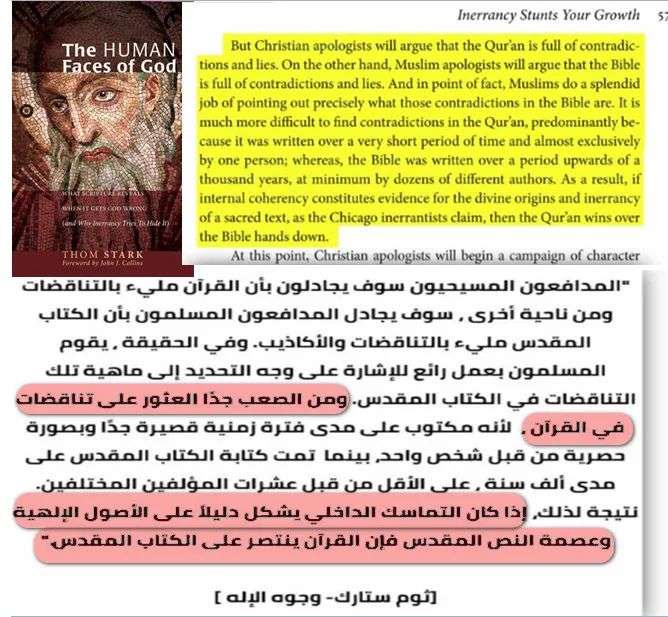 The HUMAN
Faces of God
WHAT SCRIPTURE REVEALS
WHEN IT GETS GOD WRONG
(and Why Inerrancy Tries To Hide It)
THOM STARK
Foreword by John J. Collins
Inerrancy Stunts Your Growth 57
But Christian apologists will argue that the Qur'an is full of contradic-
tions and lies. On the other hand, Muslim apologists will argue that the Bible
is full of contradictions and lies. And in point of fact, Muslims do a splendid
job of pointing out precisely what those contradictions in the Bible are. It is
much more difficult to find contradictions in the Qur'an, predominantly be-
cause it was written over a very short period of time and almost exclusively
by one person; whereas, the Bible was written over a period upwards of a
thousand years, at minimum by dozens of different authors. As a result, if
internal coherency constitutes evidence for the divine origins and inerrancy
of a sacred text, as the Chicago inerrantists claim, then the Qur'an wins over
the Bible hands down.
At this point, Christian apologists will begin a campaign of character
"المدافعون المسيحيون سوف يجادلون بأن القرآن مليء بالتناقضات
ومن ناحية أخرى , سوف يجادل المدافعون المسلمون بأن الكتاب
المقدس مليء بالتناقضات والأكاذيب. وفي الحقيقة , يقوم
المسلمون بعمل رائع للإشارة على وجه التحديد إلى ماهية تلك
التناقضات في الكتاب المقدس. ومن الصعب جدًا العثور على تناقضات
في القرآن , لأنه مكتوب على مدى فترة زمنية قصيرة جدًا وبصورة
حصرية من قبل شخص واحد, بينما تمت كتابة الكتاب المقدس على
مدى ألف سنة , على الأقل من قبل عشرات المؤلفين المختلفين.
نتيجة لذلك, إذا كان التماسك الداخلي يشكل دليلاً على الأصول الإلهية
وعصمة النص المقدس فإن القرآن ينتصر على الكتاب المقدس."
[ثوم ستارك- وجوه الإله ]